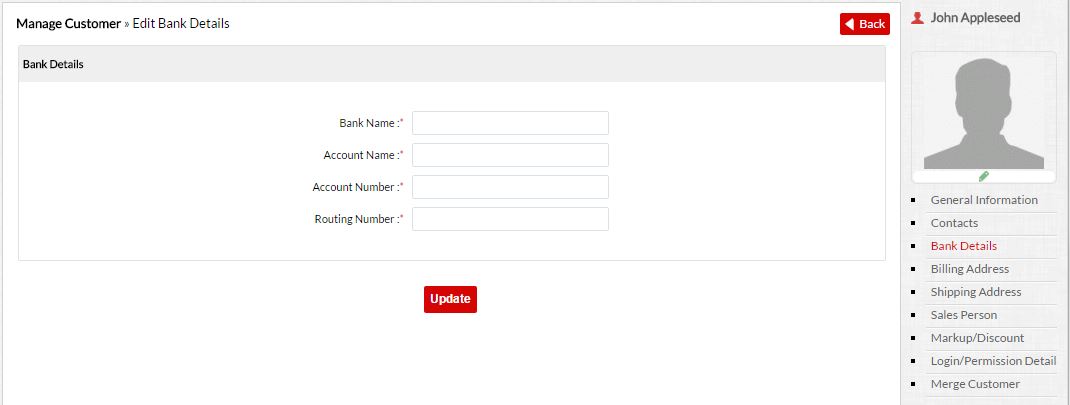 Manage Customer » Edit Bank Details
Back
Bank Details
Bank Name :*
Account Name :*
Account Number :*
Routing Number :*
Update
John Appleseed
General Information
Contacts
Bank Details
Billing Address
Shipping Address
Sales Person
Markup/Discount
Login/Permission Detail
Merge Customer